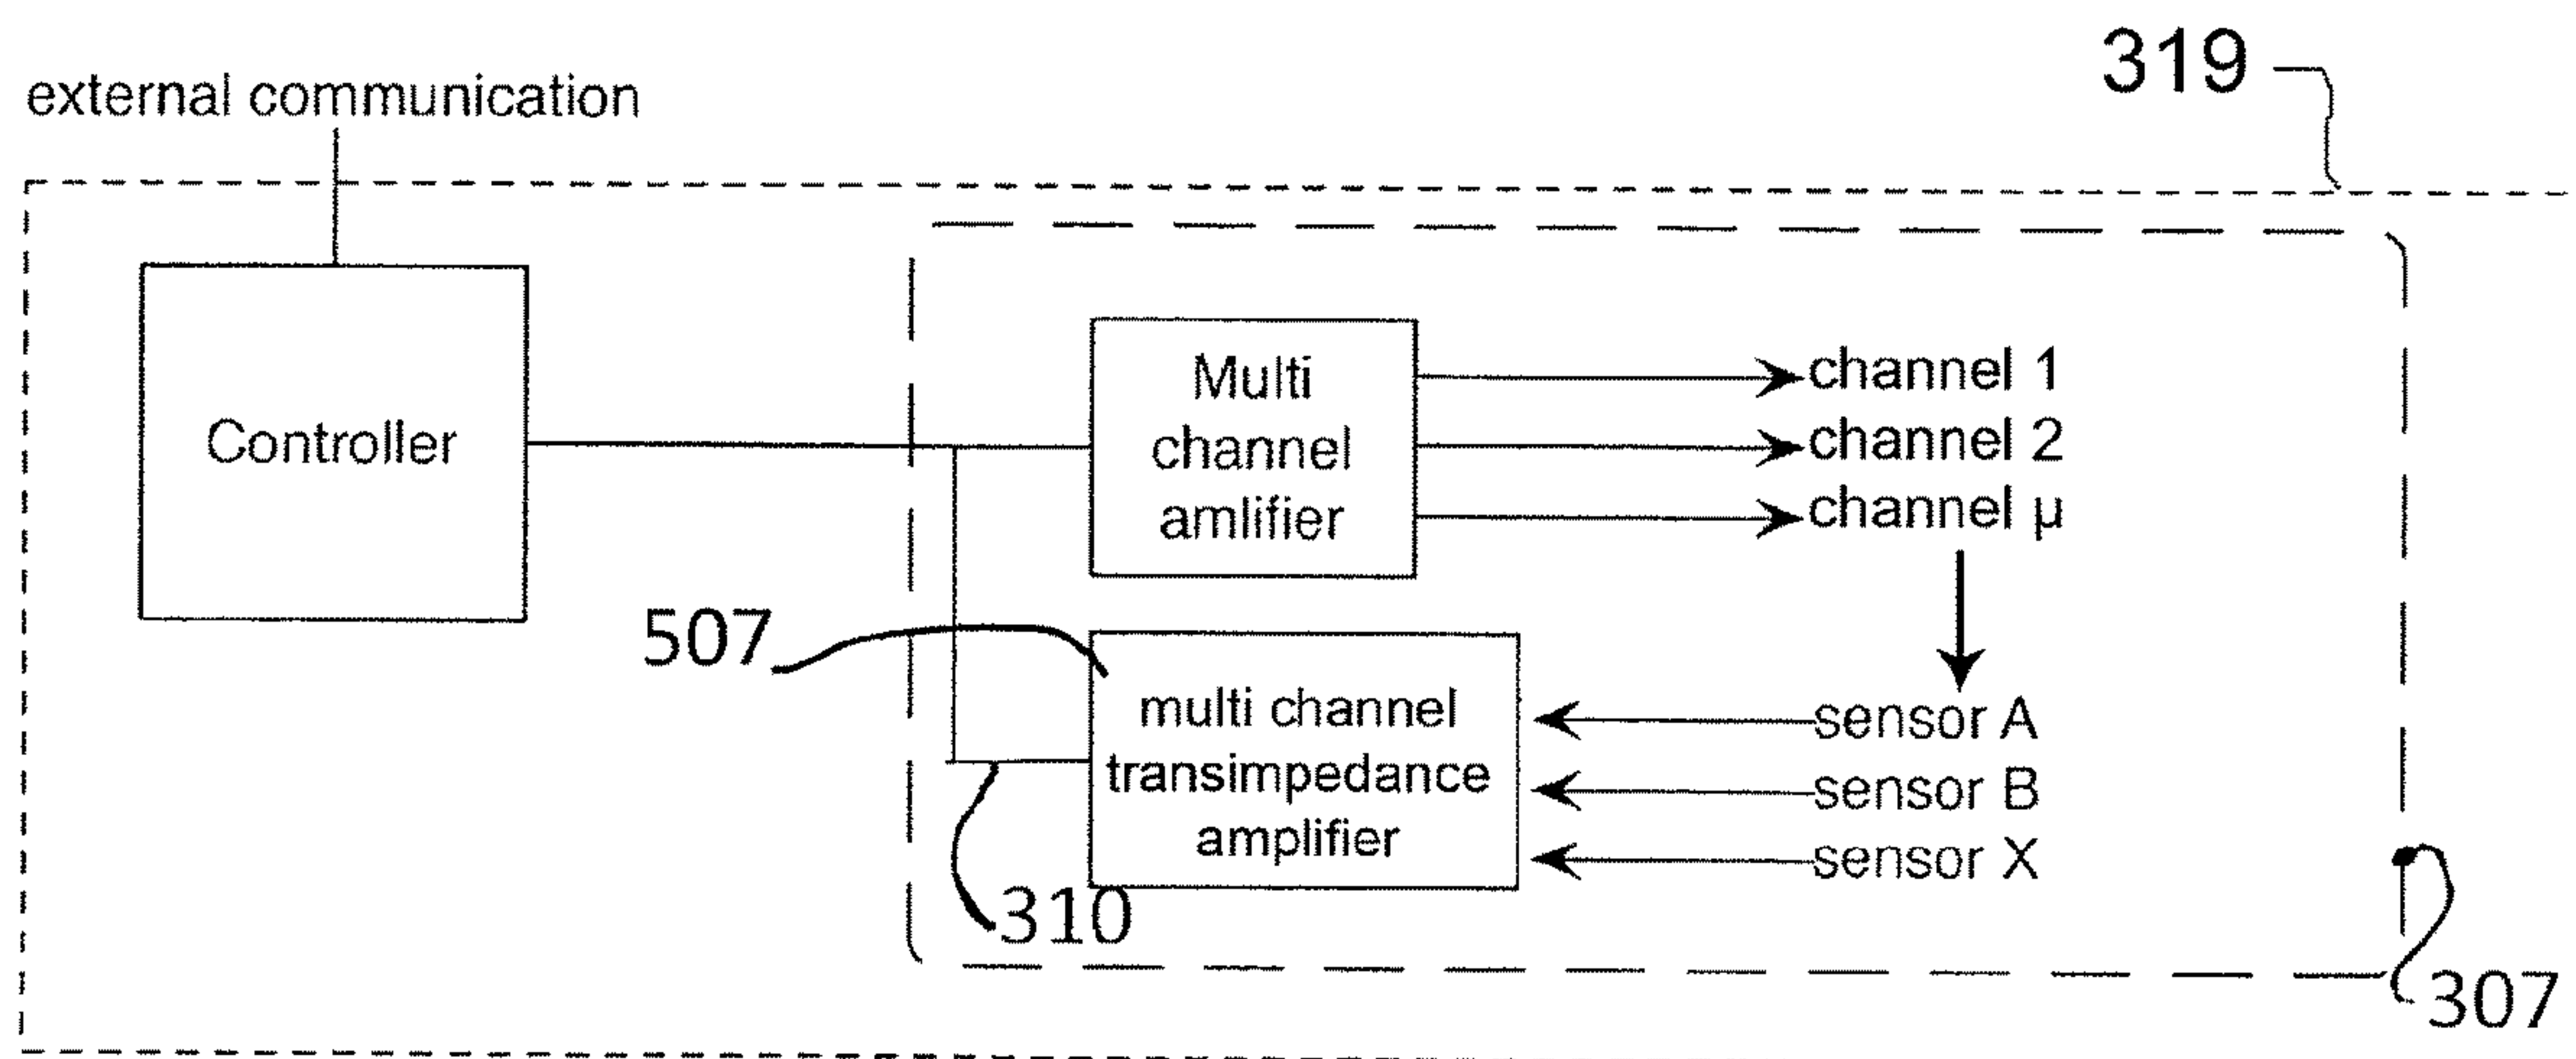 319
external communication
Controller
Multi
channel
amlifier
channel 1
channel 2
channel µ
507
multi channel
transimpedance
amplifier
sensor A
sensor B
sensor X
310
307